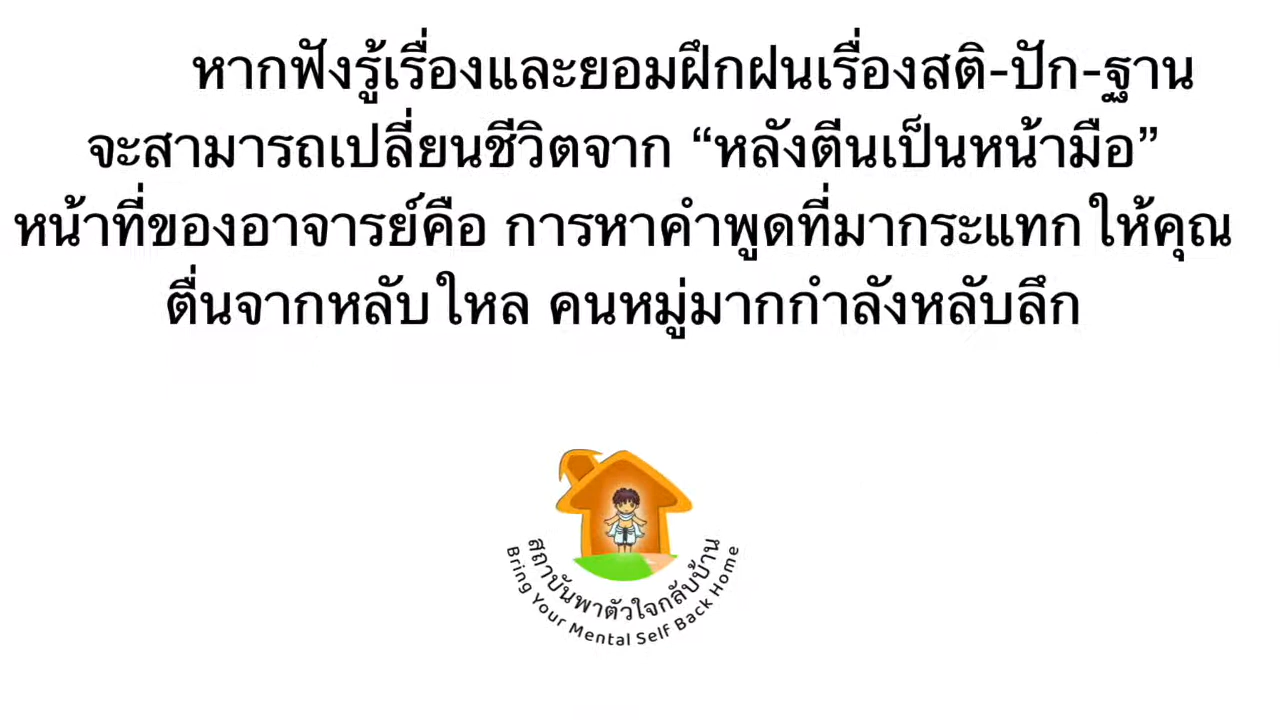 หากฟังรู้เรื่องและยอมฝึกฝนเรื่องสติ-ปัก-ฐาน
จะสามารถเปลี่ยนชีวิตจาก “หลังตีนเป็นหน้ามือ”
หน้าที่ของอาจารย์คือ การหาคำพูดที่มากระแทกให้คุณ
ตื่นจากหลับใหล คนหมู่มากกำลังหลับลึก
สถาบันพาตัวใจกลับบ้าน
Bring Your Mental Self Back Home